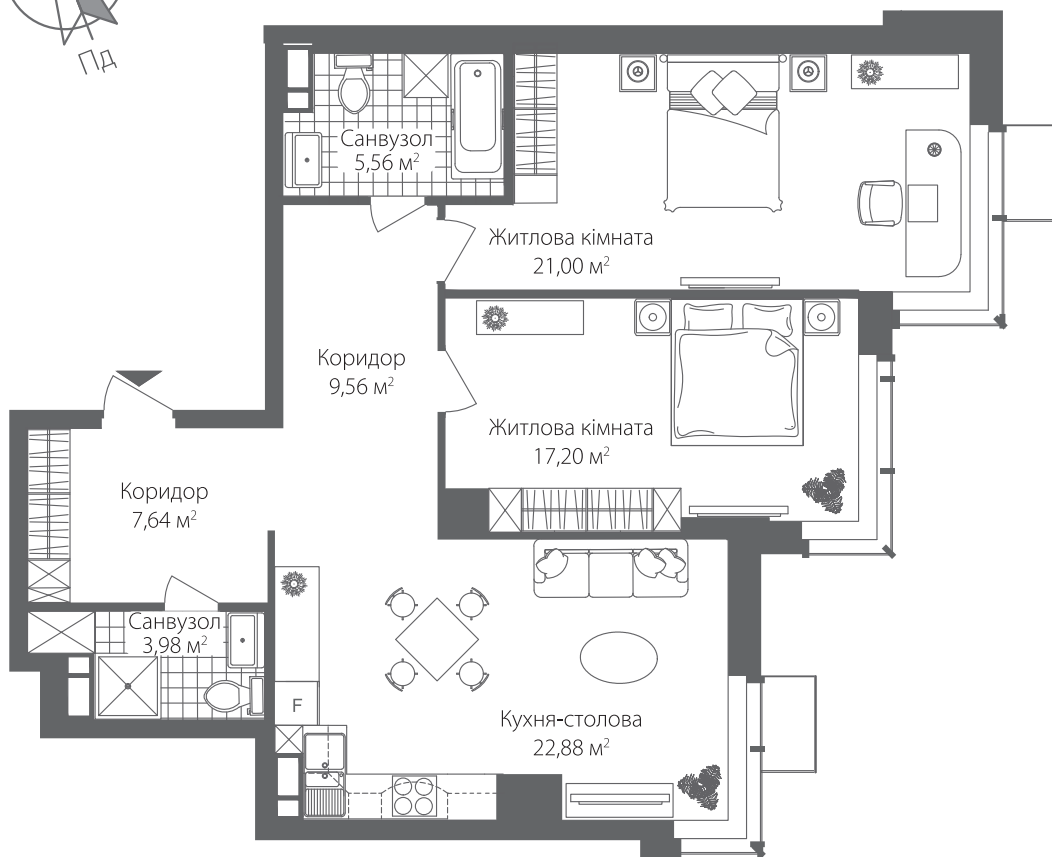 Пд
Санвузол
5,56 м²
Житлова кімната
21,00 м²
Коридор
9,56 м²
Житлова кімната
17,20 м²
Коридор
7,64 м²
Санвузол
3,98 м²
F
Кухня-столова
22,88 м²